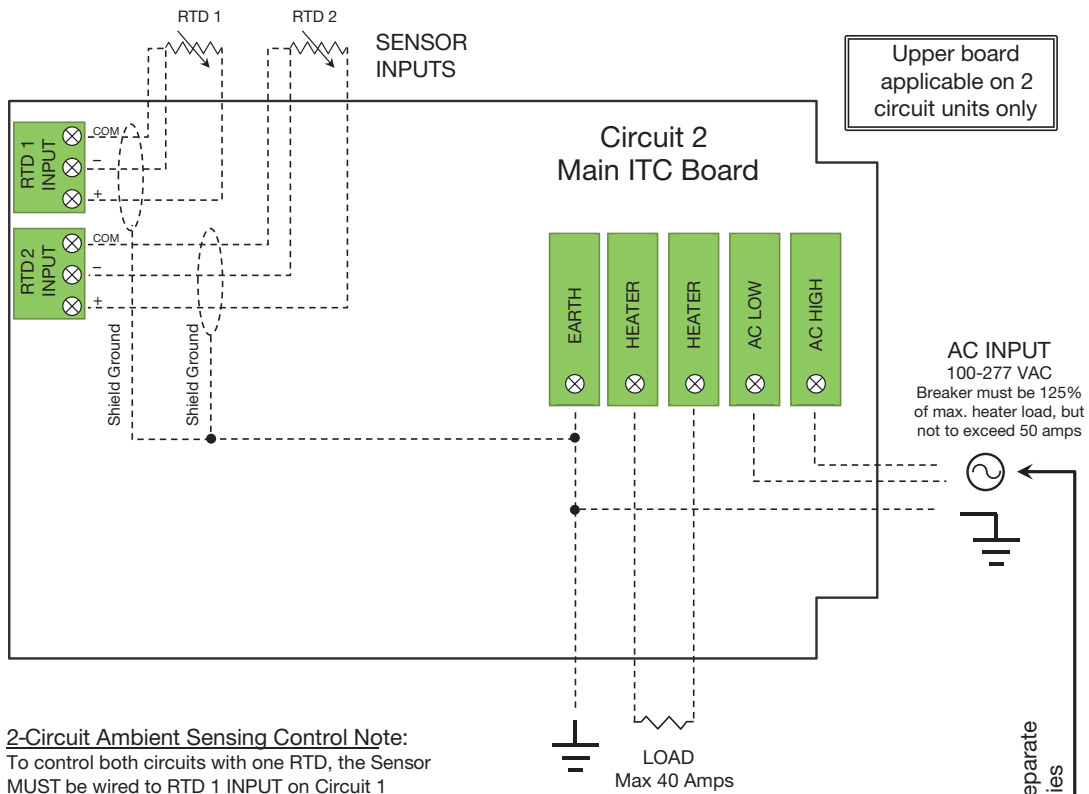 RTD 1
RTD 2
SENSOR
INPUTS
Upper board
applicable on 2
circuit units only
Circuit 2
Main ITC Board
RTD 1
INPUT
COM
–
+
RTD2
INPUT
COM
–
+
Shield Ground
Shield Ground
EARTH
HEATER
HEATER
AC LOW
AC HIGH
AC INPUT
100-277 VAC
Breaker must be 125%
of max. heater load, but
not to exceed 50 amps
LOAD
Max 40 Amps
2-Circuit Ambient Sensing Control Note:
To control both circuits with one RTD, the Sensor
MUST be wired to RTD 1 INPUT on Circuit 1